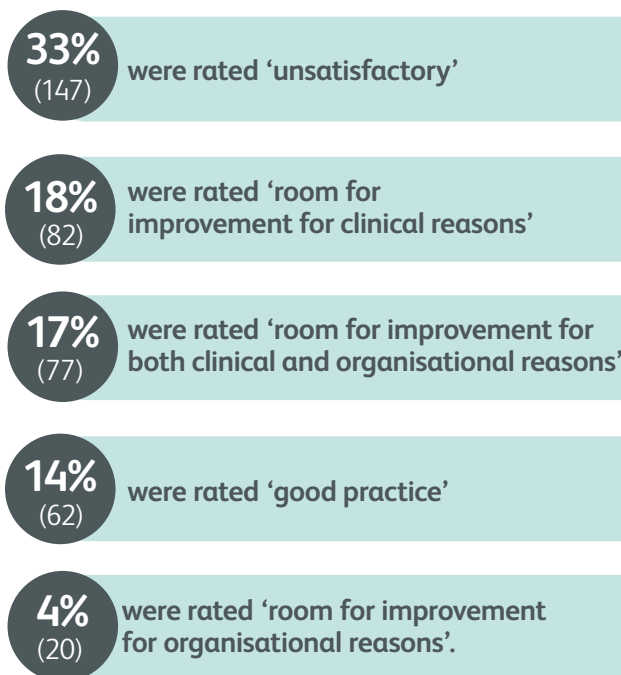 33%
(147)
were rated ‘unsatisfactory’
18%
(82)
were rated ‘room for
improvement for clinical reasons’
17%
(77)
were rated ‘room for improvement for
both clinical and organisational reasons’
14%
(62)
were rated ‘good practice’
4%
(20)
were rated ‘room for improvement
for organisational reasons’.